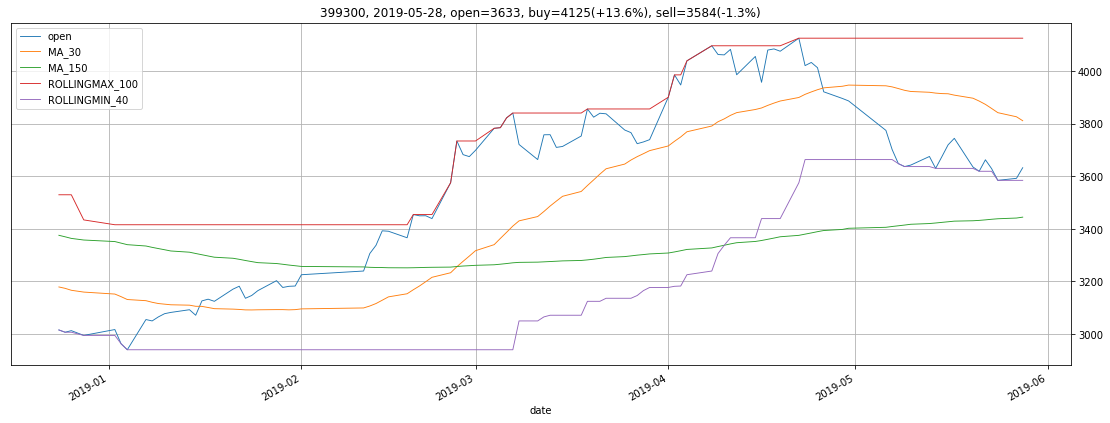 399300, 2019-05-28, open=3633, buy=4125(+13.6%), sell=3584(-1.3%)
open
MA_30
MA_150
ROLLINGMAX_100
ROLLINGMIN_40
4000
3800
3600
3400
3200
3000
2019-01
2019-02
2019-03
2019-04
2019-05
2019-06
date